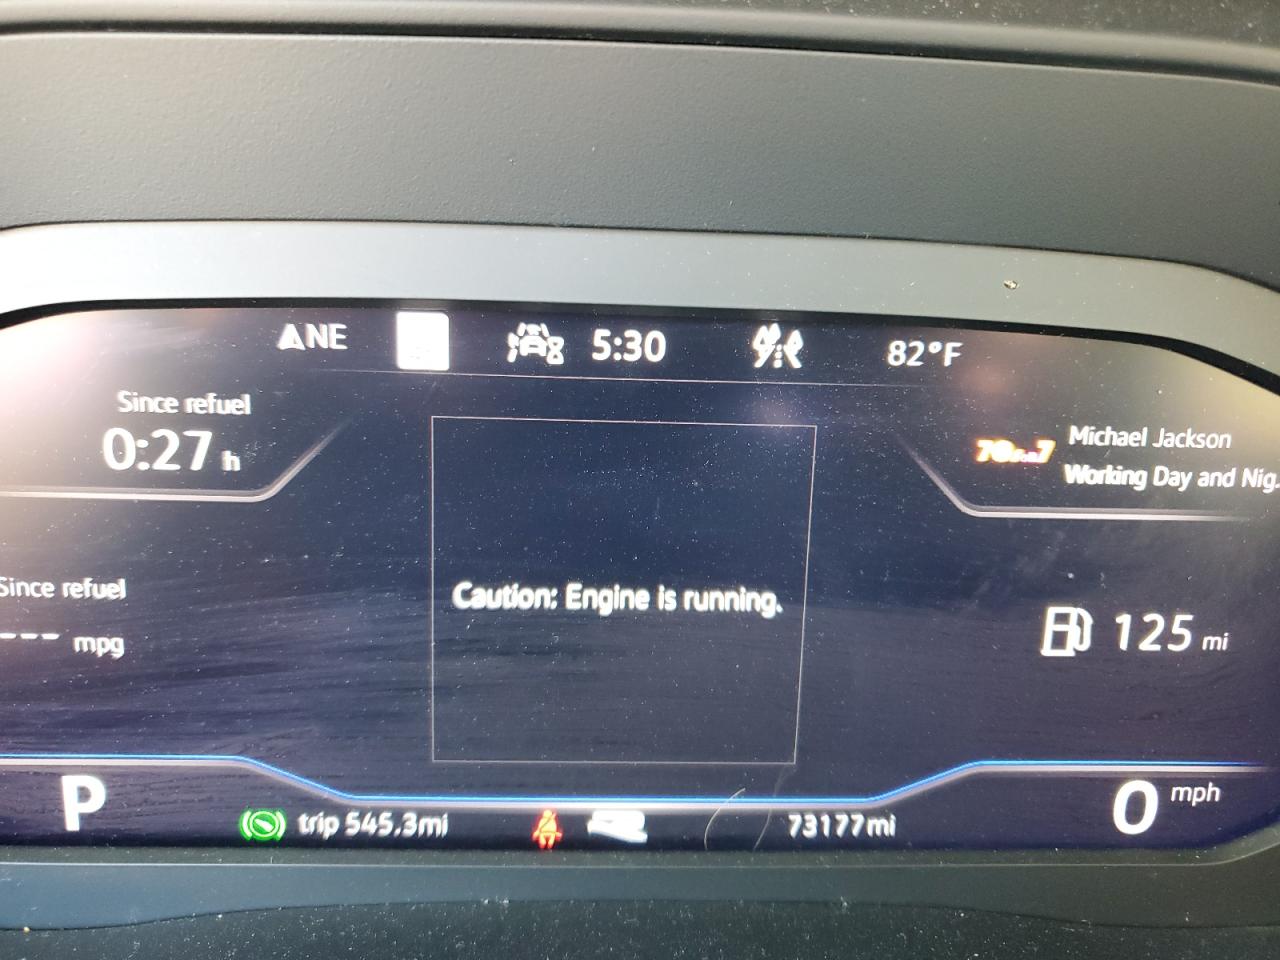 NE
5:30
82°F
Since refuel
0:27 h
Michael Jackson
Working Day and Nig.
Caution: Engine is running.
Since refuel
--- mpg
125 mi
P
trip 545.3mi
73177mi
0 mph